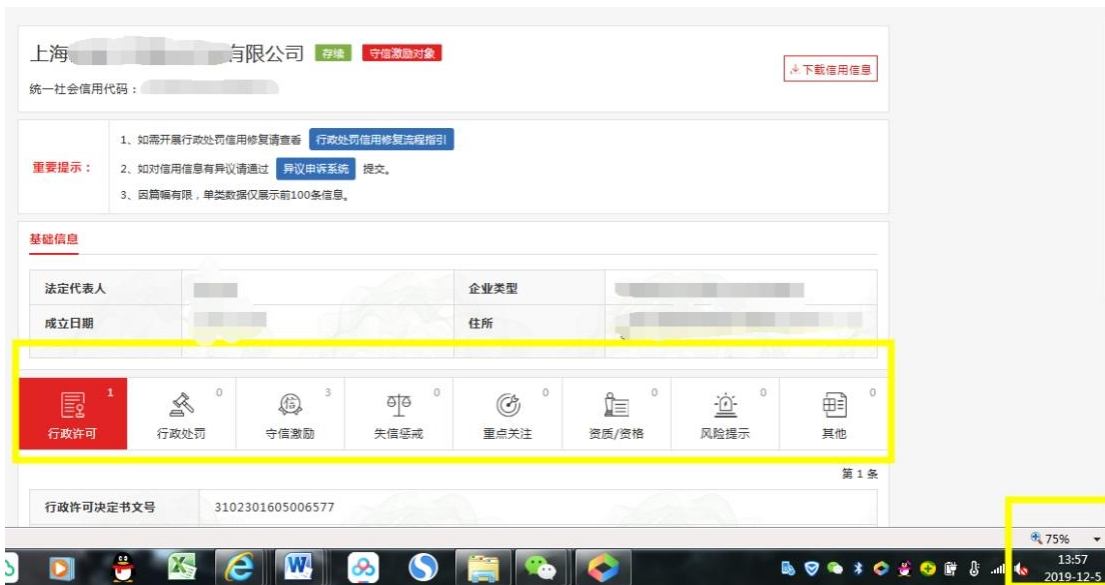 上海 有限公司 存续 守信激励对象
下载信用信息
统一社会信用代码：
重要提示：
1、如需开展行政处罚信用修复请查看 行政处罚信用修复流程指引
2、如对信用信息有异议请通过 异议申诉系统 提交。
3、因篇幅有限，单类数据仅展示前100条信息。
基础信息
法定代表人 企业类型
成立日期 住所
1 0 3 0 0 0 0 0
行政许可 行政处罚 守信激励 失信惩戒 重点关注 资质/资格 风险提示 其他
第 1 条
行政许可决定书文号 3102301605006577
75%
13:57
2019-12-5